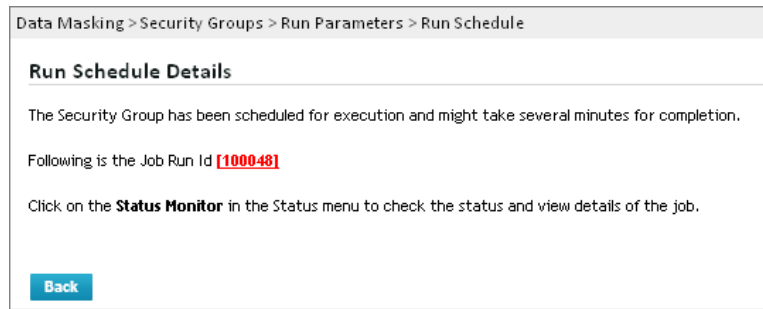 Data Masking > Security Groups > Run Parameters > Run Schedule
Run Schedule Details
The Security Group has been scheduled for execution and might take several minutes for completion.
Following is the Job Run Id [100048]
Click on the Status Monitor in the Status menu to check the status and view details of the job.
Back